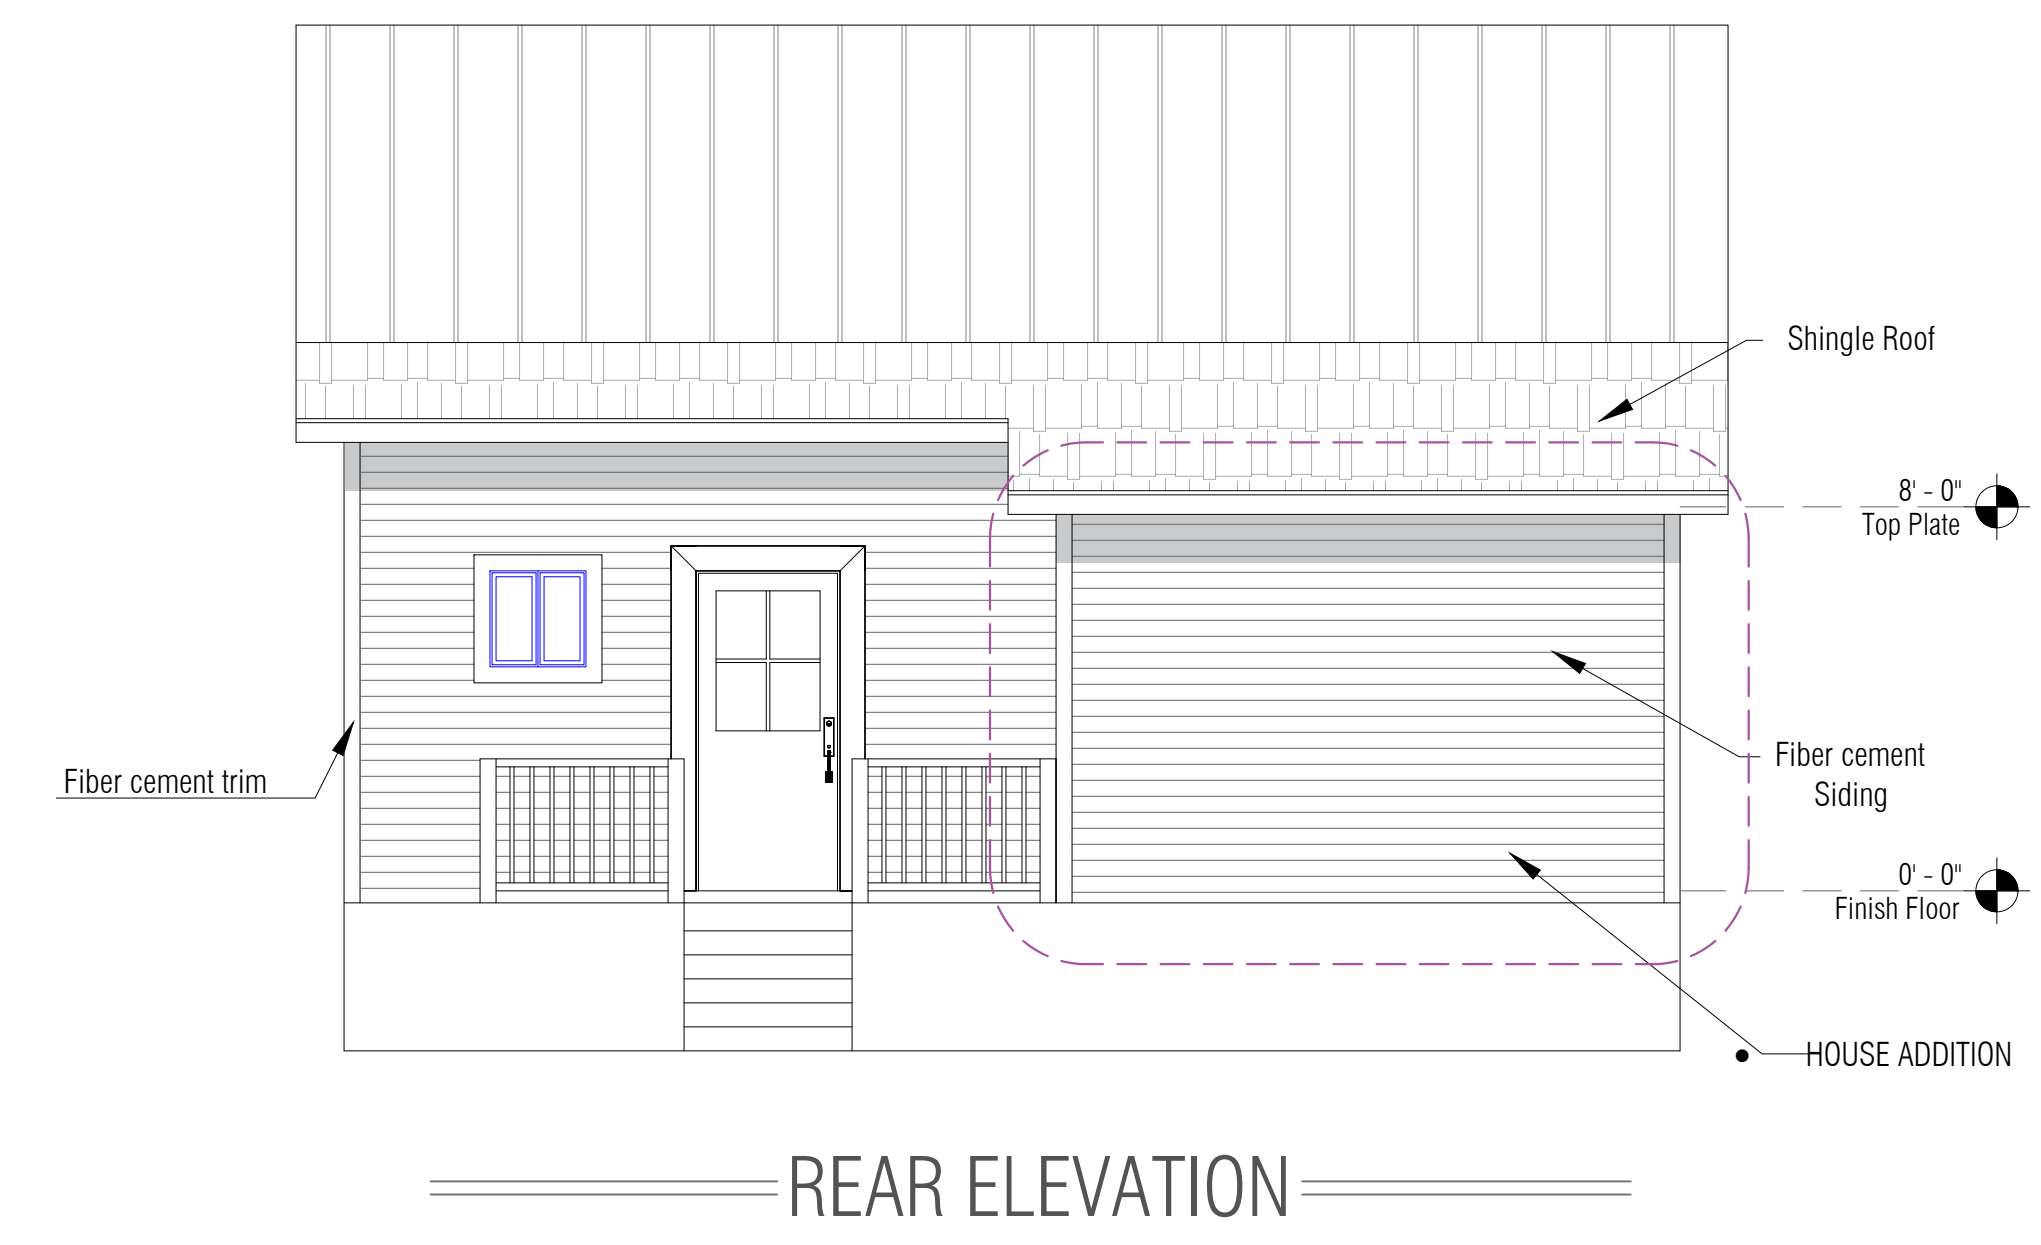 Shingle Roof
8' - 0"
Top Plate
Fiber cement
Siding
Fiber cement trim
0' - 0"
Finish Floor
HOUSE ADDITION
REAR ELEVATION